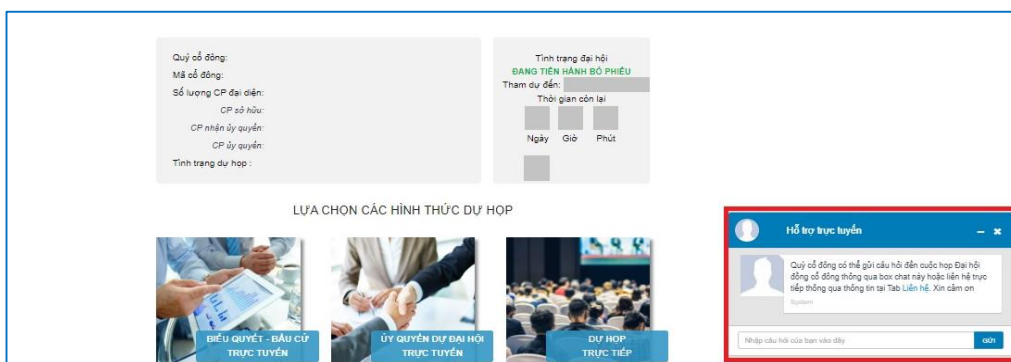 Quý cổ đông:
Mã cổ đông:
Số lượng CP đại diện:
CP sở hữu:
CP nhận ủy quyền:
CP ủy quyền:
Tình trạng dự họp :
Tình trạng đại hội
ĐANG TIẾN HÀNH BỎ PHIẾU
Tham dự đến:
Thời gian còn lại
Ngày Giờ Phút
LỰA CHỌN CÁC HÌNH THỨC DỰ HỌP
BIỂU QUYẾT - BẦU CỬ
TRỰC TUYẾN
ỦY QUYỀN DỰ ĐẠI HỘI
TRỰC TUYẾN
DỰ HỌP
TRỰC TIẾP
Hỗ trợ trực tuyến
Quý cổ đông có thể gửi câu hỏi đến cuộc họp Đại hội
đồng cổ đông thông qua box chat này hoặc liên hệ trực
tiếp thông qua thông tin tại Tab Liên hệ. Xin cảm ơn
System
Nhập câu hỏi của bạn vào đây
GỬI